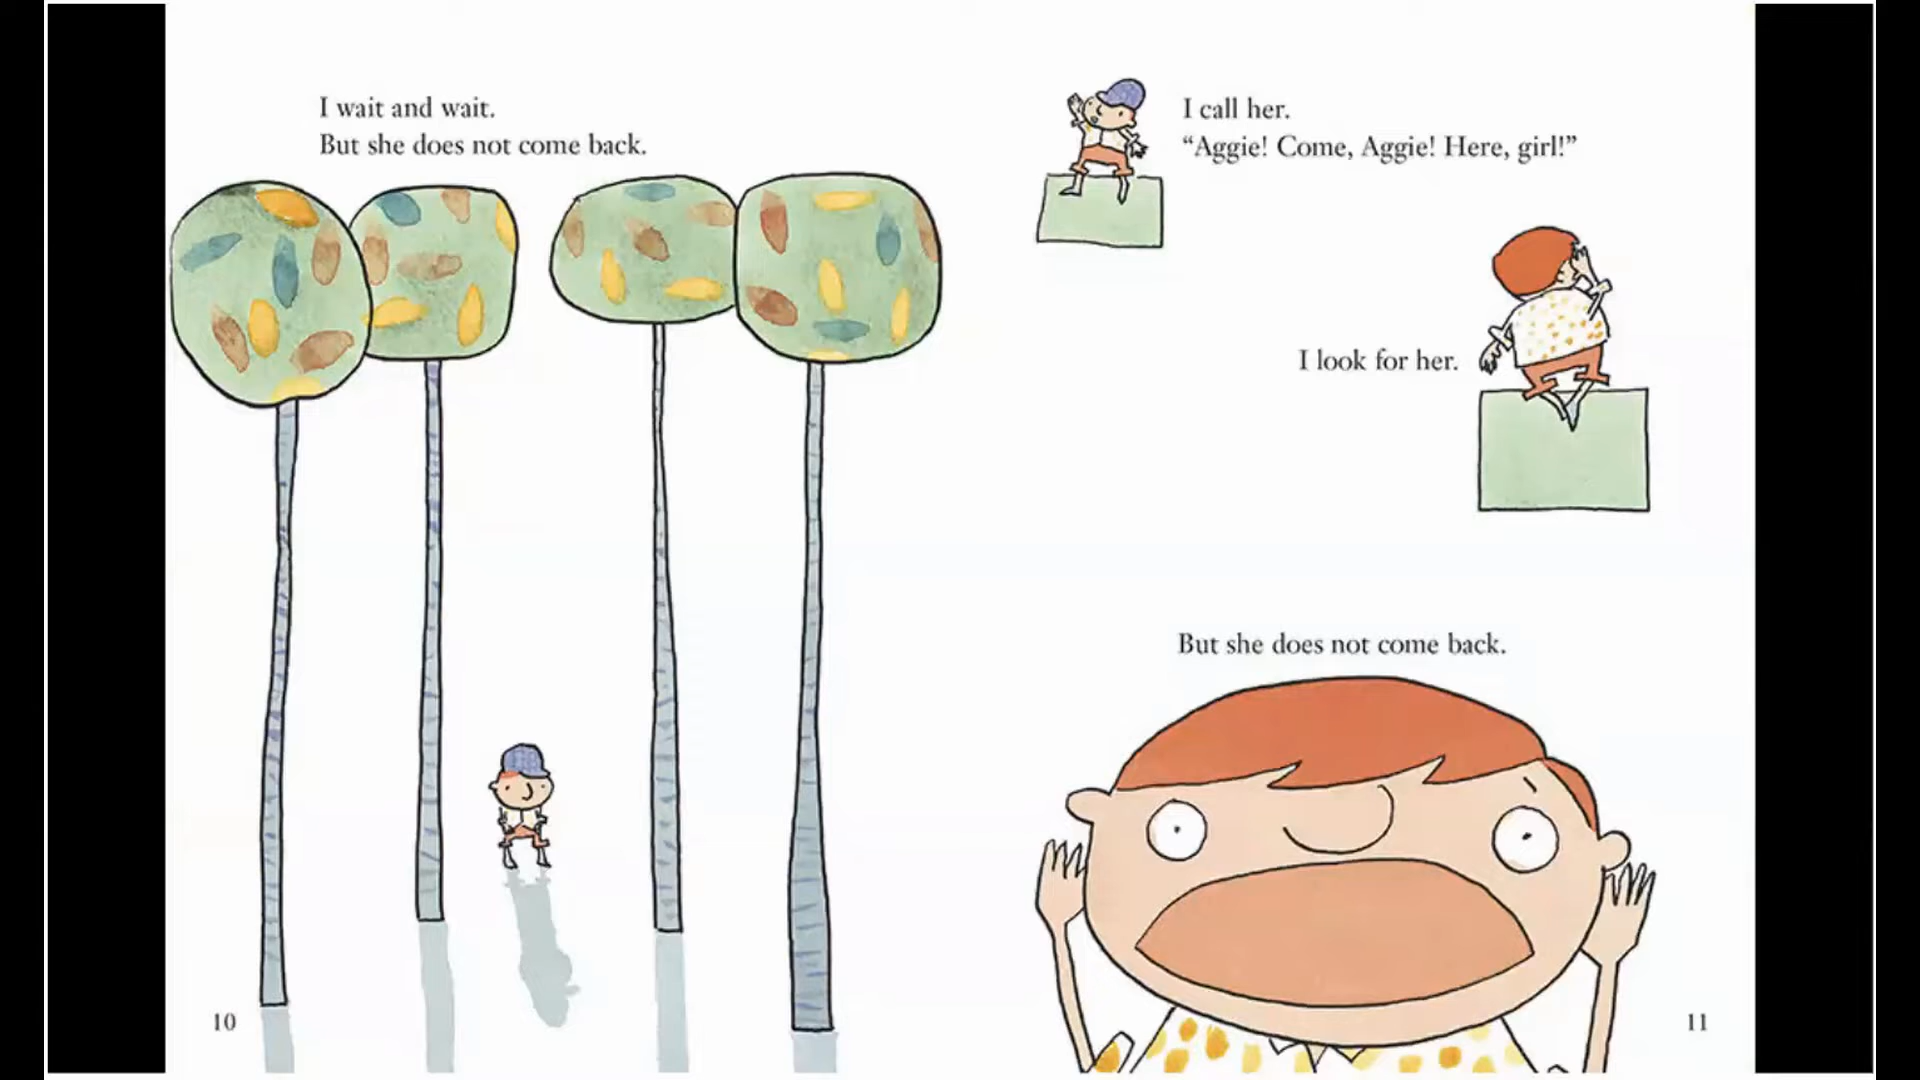 I wait and wait.
But she does not come back.
10
I call her.
“Aggie! Come, Aggie! Here, girl!”
I look for her.
But she does not come back.
11